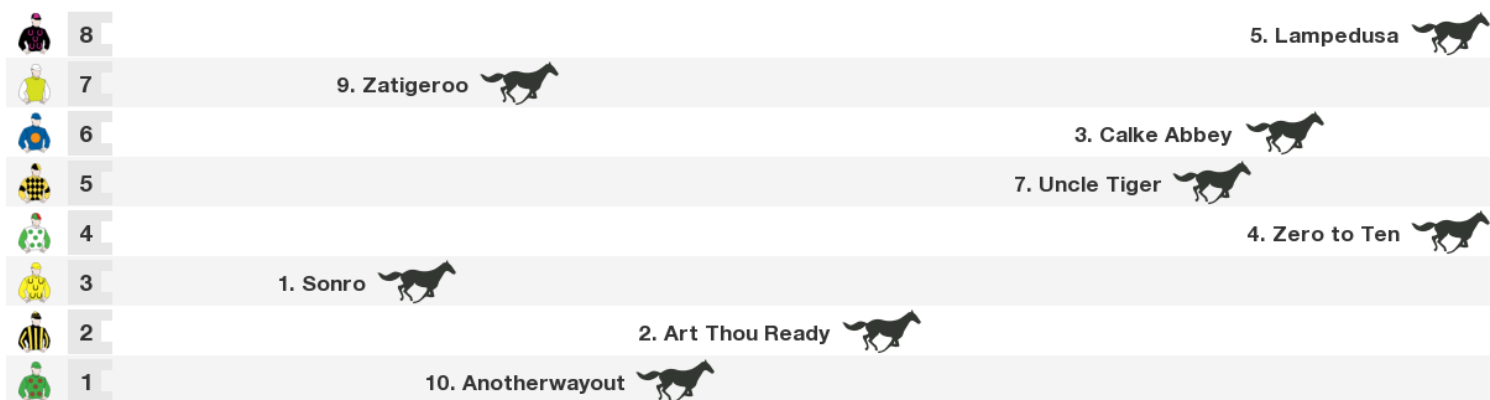 8 5. Lampedusa
7 9. Zatigeroo
6 3. Calke Abbey
5 7. Uncle Tiger
4 4. Zero to Ten
3 1. Sonro
2 2. Art Thou Ready
1 10. Anotherwayout